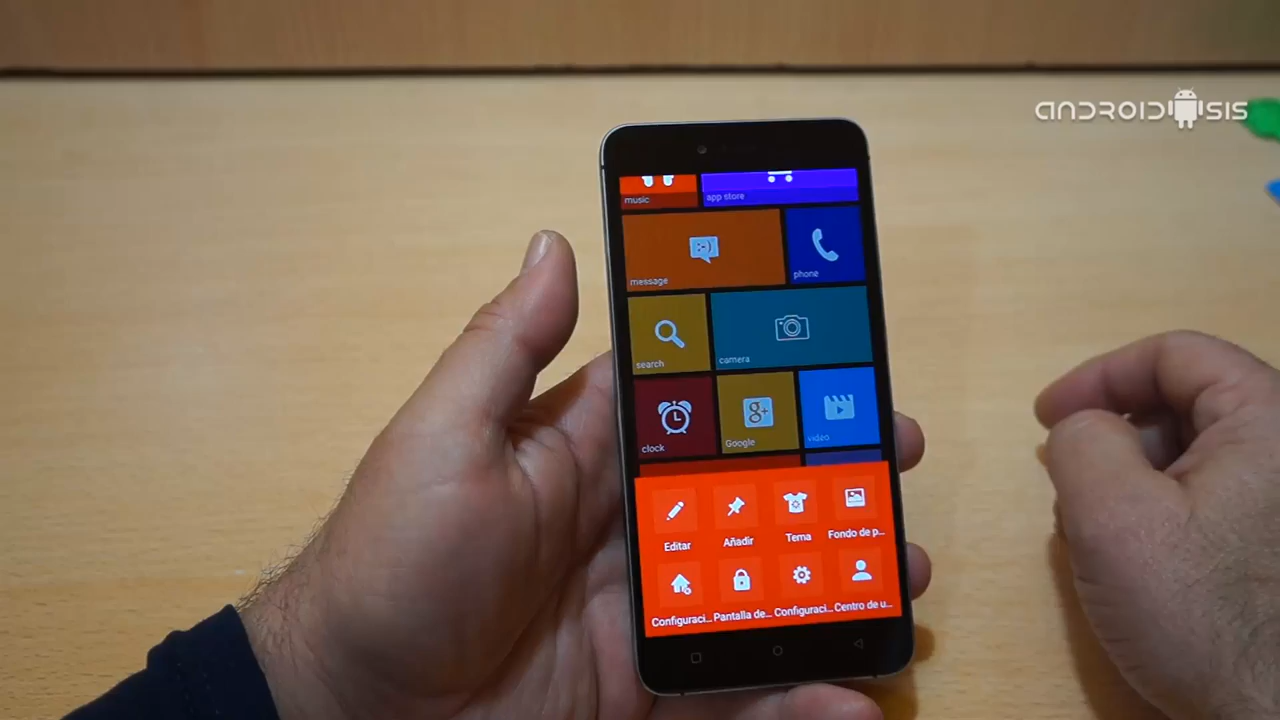 ANDROIDSIS
music
app store
message
phone
search
camera
clock
Google
video
Editar
Añadir
Tema
Fondo de p...
Configuraci...
Pantalla de...
Configuraci...
Centro de u...